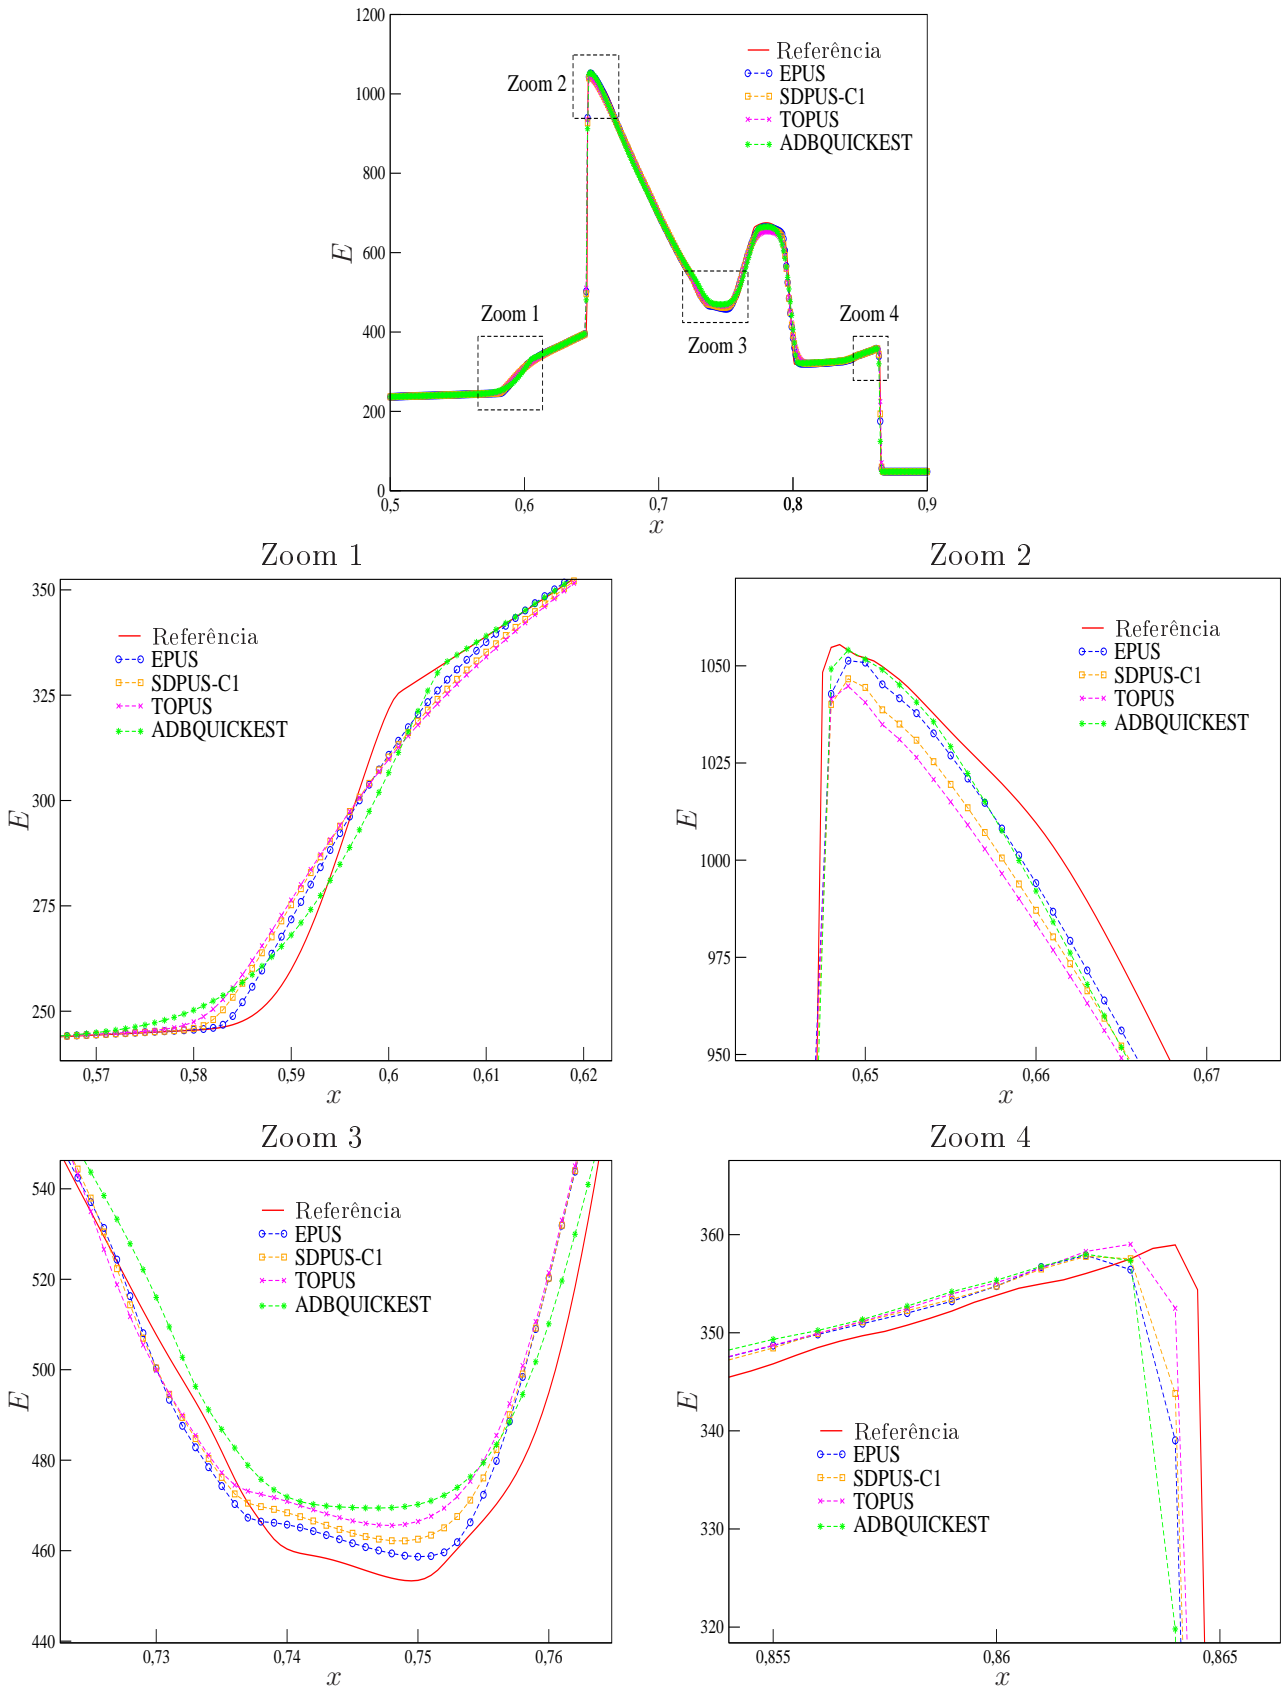 1200
1000
800
600
400
200
0
E
0,5
0,6
0,7
0,8
0,9
x
Referência
EPUS
SDPUS-C1
TOPUS
ADBQUICKEST
Zoom 2
Zoom 1
Zoom 3
Zoom 4
Zoom 1
350
325
300
275
250
E
0,57
0,58
0,59
0,6
0,61
0,62
x
Referência
EPUS
SDPUS-C1
TOPUS
ADBQUICKEST
Zoom 2
1050
1025
1000
975
950
E
0,65
0,66
0,67
x
Referência
EPUS
SDPUS-C1
TOPUS
ADBQUICKEST
Zoom 3
540
520
500
480
460
440
E
0,73
0,74
0,75
0,76
x
Referência
EPUS
SDPUS-C1
TOPUS
ADBQUICKEST
Zoom 4
360
350
340
330
320
E
0,855
0,86
0,865
x
Referência
EPUS
SDPUS-C1
TOPUS
ADBQUICKEST